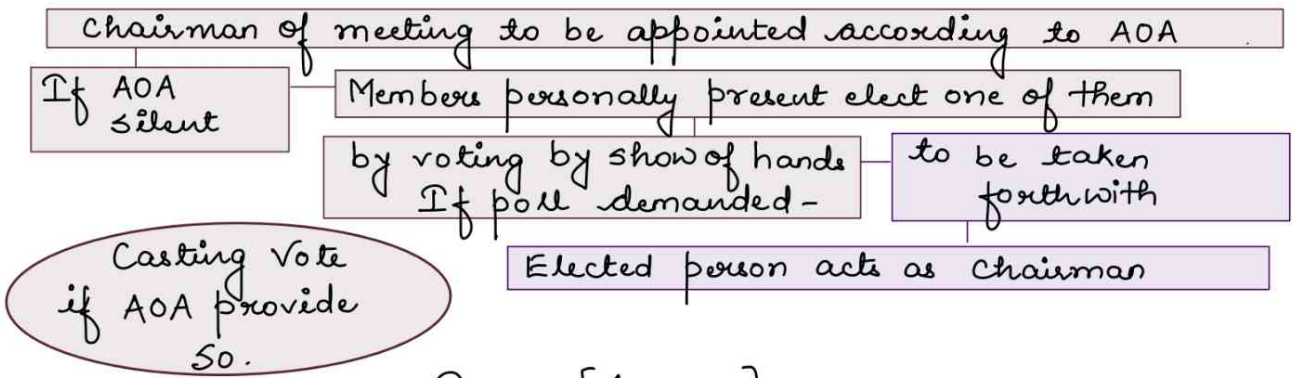 Chairman of meeting to be appointed according to AOA
If AOA
silent
Members personally present elect one of them
by voting by show of hands
If poll demanded -
to be taken
forthwith
Elected person acts as Chairman
Casting Vote
if AOA provide
so.